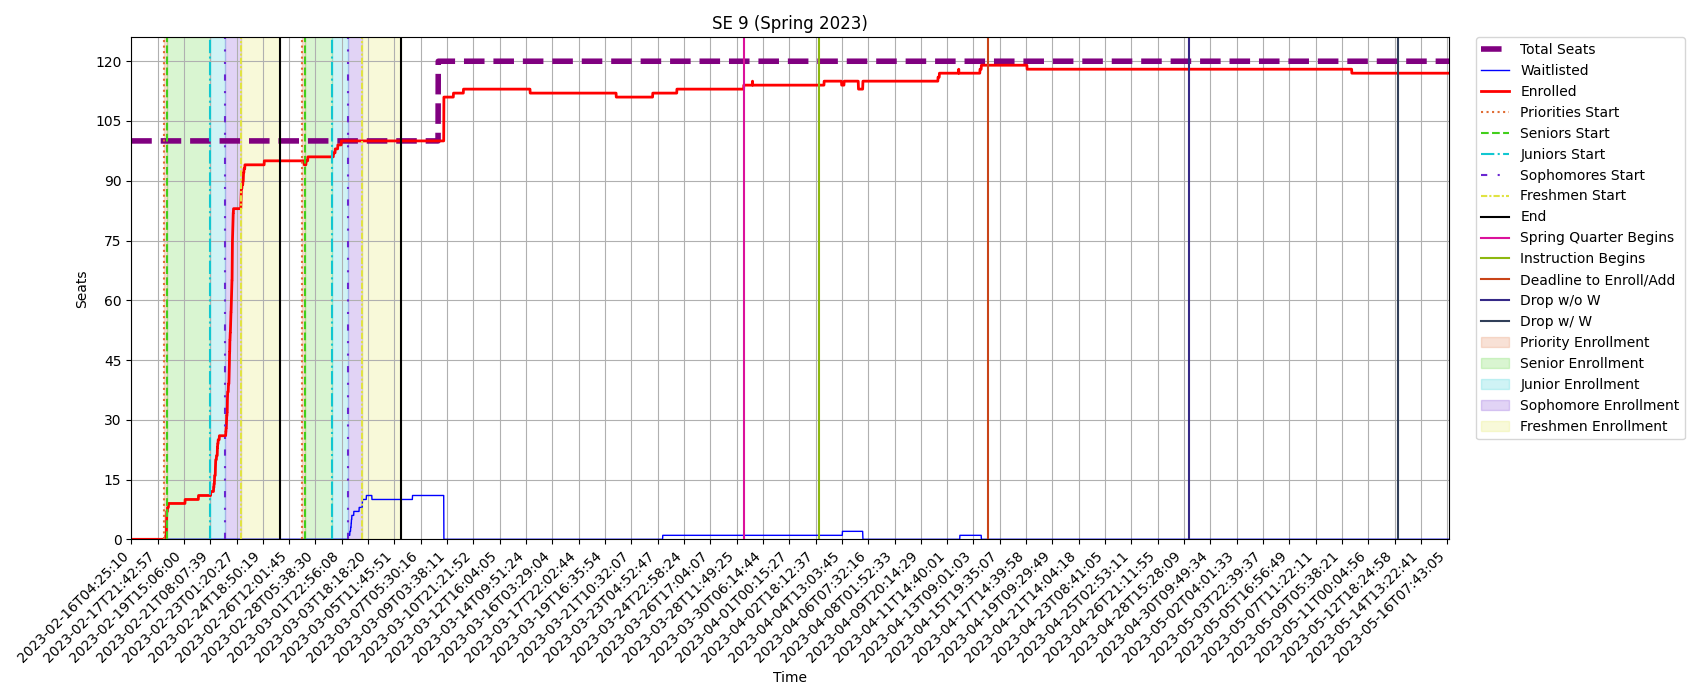 SE 9 (Spring 2023)
Seats
120
105
90
75
60
45
30
15
0
2023-02-16T04:25:10
2023-02-17T21:42:57
2023-02-19T15:06:00
2023-02-21T08:07:39
2023-02-23T01:20:27
2023-02-24T18:50:19
2023-02-26T12:01:45
2023-02-28T05:38:30
2023-03-01T22:56:08
2023-03-03T18:18:20
2023-03-05T11:45:51
2023-03-07T05:30:16
2023-03-09T03:38:11
2023-03-12T16:21:52
2023-03-14T16:04:05
2023-03-14T09:51:24
2023-03-16T03:29:04
2023-03-17T22:02:44
2023-03-19T16:35:54
2023-03-21T10:32:07
2023-03-23T04:52:47
2023-03-24T22:58:24
2023-03-26T17:04:07
2023-03-28T11:49:25
2023-03-30T06:14:44
2023-04-01T00:15:27
2023-04-02T18:12:37
2023-04-04T13:03:45
2023-04-06T07:32:16
2023-04-08T01:52:33
2023-04-09T20:14:29
2023-04-11T14:40:01
2023-04-13T09:01:03
2023-04-15T19:35:07
2023-04-17T14:39:58
2023-04-19T09:29:49
2023-04-21T14:04:18
2023-04-23T08:41:05
2023-04-25T02:53:11
2023-04-26T21:11:55
2023-04-28T15:28:09
2023-04-30T09:49:34
2023-05-02T04:01:33
2023-05-03T22:39:37
2023-05-05T16:56:49
2023-05-07T11:22:11
2023-05-09T05:38:21
2023-05-11T00:04:56
2023-05-12T18:24:58
2023-05-14T13:22:41
2023-05-16T07:43:05
Time
Total Seats
Waitlisted
Enrolled
Priorities Start
Seniors Start
Juniors Start
Sophomores Start
Freshmen Start
End
Spring Quarter Begins
Instruction Begins
Deadline to Enroll/Add
Drop w/o W
Drop w/ W
Priority Enrollment
Senior Enrollment
Junior Enrollment
Sophomore Enrollment
Freshmen Enrollment